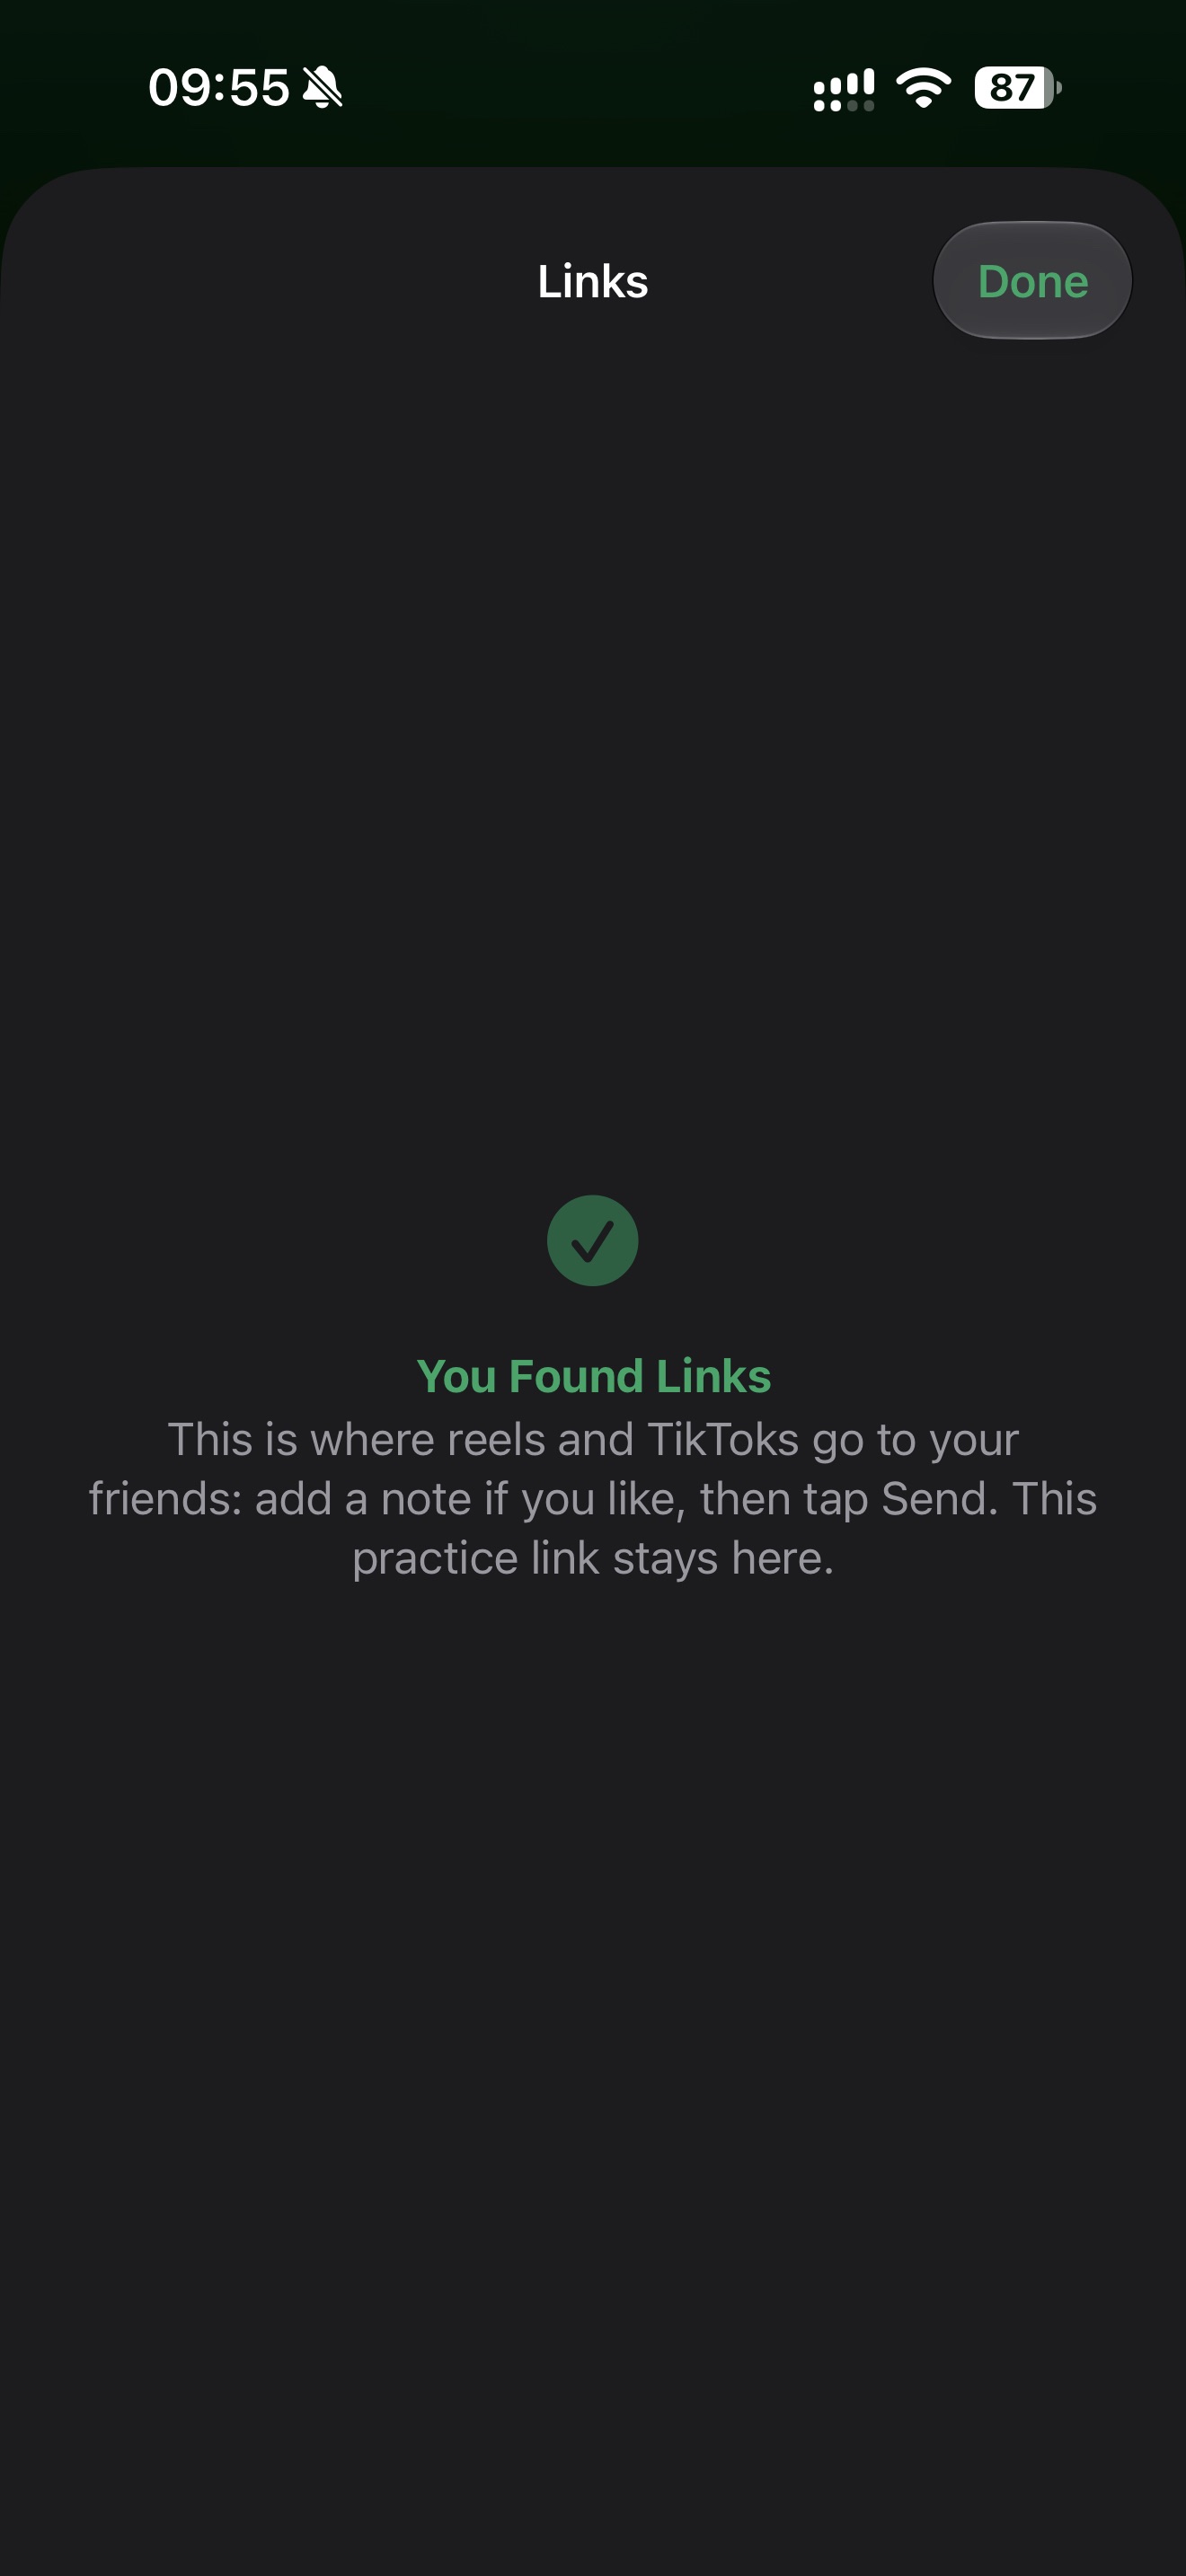 09:55
87
Links
Done
You Found Links
This is where reels and TikToks go to your
friends: add a note if you like, then tap Send. This
practice link stays here.